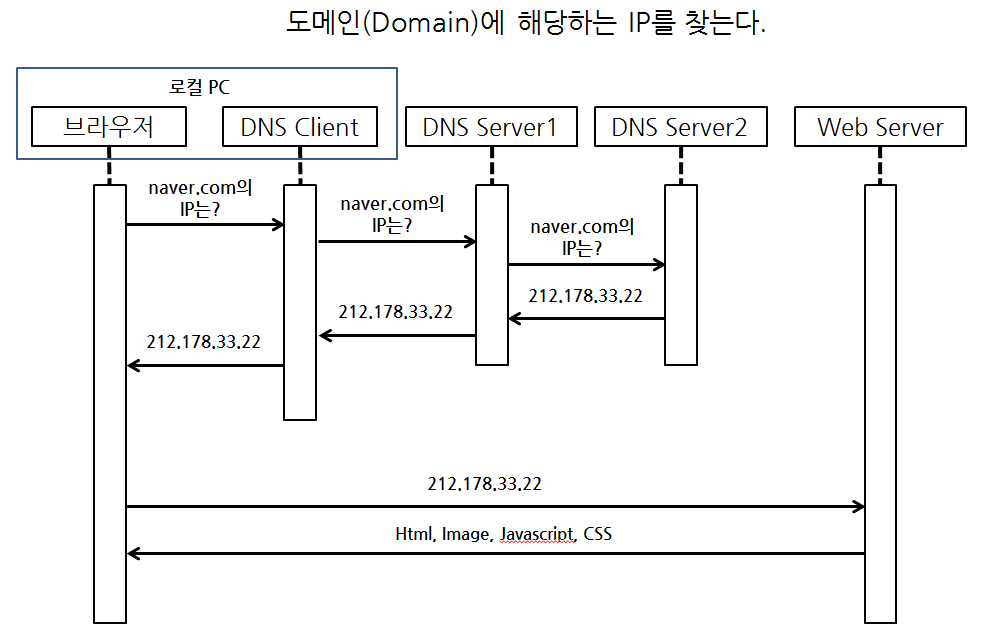 도메인(Domain)에 해당하는 IP를 찾는다.
로컬 PC
브라우저
DNS Client
DNS Server1
DNS Server2
Web Server
naver.com의
IP는?
naver.com의
IP는?
naver.com의
IP는?
212.178.33.22
212.178.33.22
212.178.33.22
212.178.33.22
Html, Image, Javascript, CSS